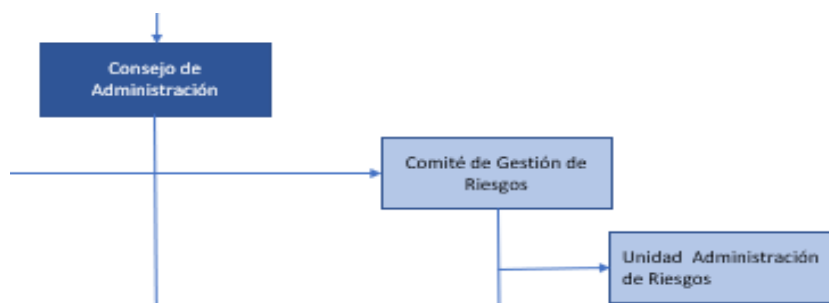 Consejo de
Administración
Comité de Gestión de
Riesgos
Unidad Administración
de Riesgos